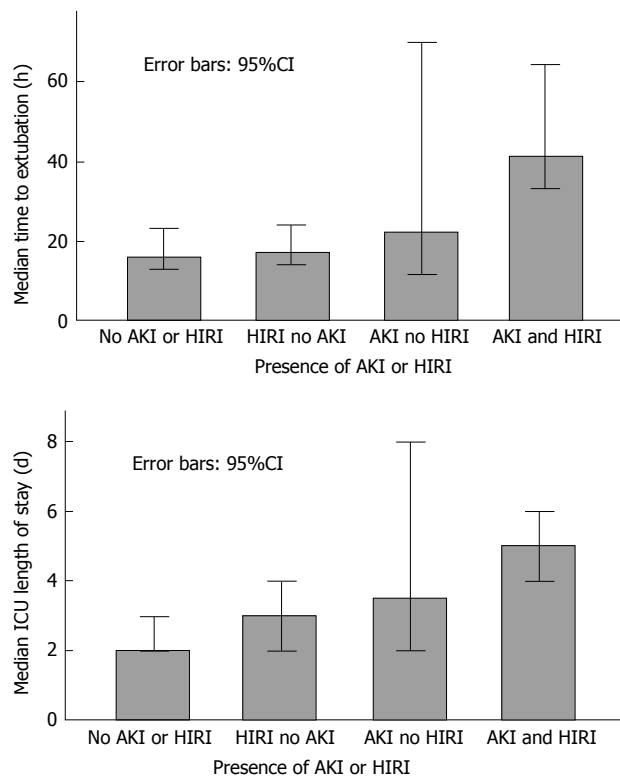 Median time to extubation (h)
60
40
20
0
Error bars: 95%CI
No AKI or HIRI HIRI no AKI AKI no HIRI AKI and HIRI
Presence of AKI or HIRI
Median ICU length of stay (d)
8
6
4
2
0
Error bars: 95%CI
No AKI or HIRI HIRI no AKI AKI no HIRI AKI and HIRI
Presence of AKI or HIRI